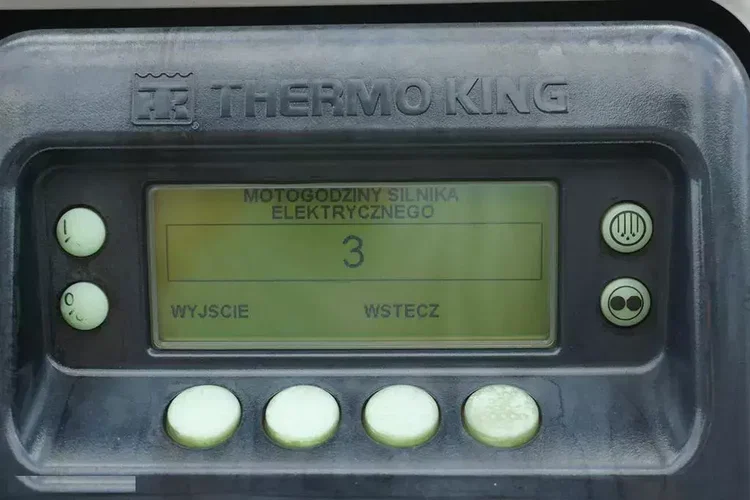 THERMO KING
MOTOGODZINY SILNIKA
ELEKTRYCZNEGO
3
WYJSCIE WSTECZ